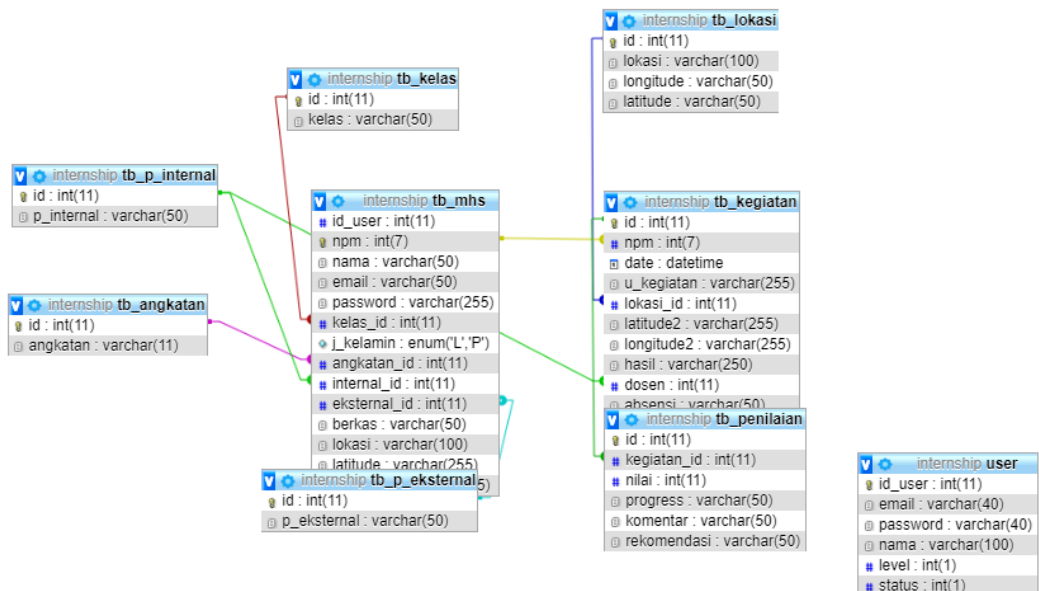 internship tb_lokasi
id : int(11)
lokasi : varchar(100)
longitude : varchar(50)
latitude : varchar(50)
internship tb_kelas
id : int(11)
kelas : varchar(50)
internship tb_p_internal
id : int(11)
p_internal : varchar(50)
internship tb_mhs
id_user : int(11)
npm : int(7)
nama : varchar(50)
email : varchar(50)
password : varchar(255)
kelas_id : int(11)
j_kelamin : enum('L','P')
angkatan_id : int(11)
internal_id : int(11)
eksternal_id : int(11)
berkas : varchar(50)
lokasi : varchar(100)
latitude : varchar(255)
5)
internship tb_kegiatan
id : int(11)
npm : int(7)
date : datetime
u_kegiatan : varchar(255)
lokasi_id : int(11)
latitude2 : varchar(255)
longitude2 : varchar(255)
hasil : varchar(250)
dosen : int(11)
absensi : varchar(50)
internship tb_angkatan
id : int(11)
angkatan : varchar(11)
internship tb_penilaian
id : int(11)
kegiatan_id : int(11)
nilai : int(11)
progress : varchar(50)
komentar : varchar(50)
rekomendasi : varchar(50)
internship tb_p_eksternal
id : int(11)
p_eksternal : varchar(50)
internship user
id_user : int(11)
email : varchar(40)
password : varchar(40)
nama : varchar(100)
level : int(1)
status : int(1)